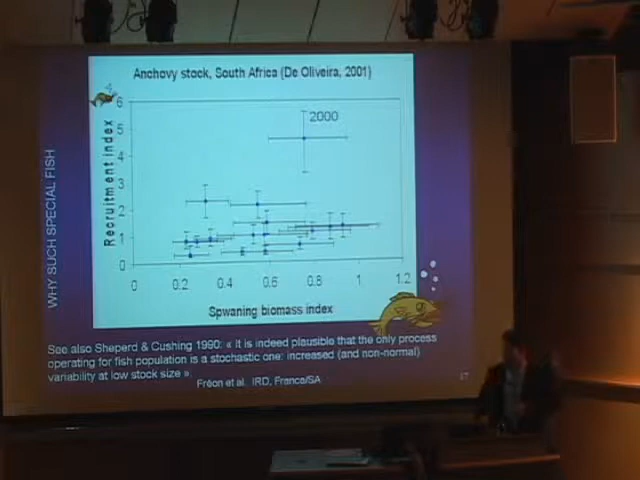 Anchovy stock, South Africa (De Oliveira, 2001)
WHY SUCH SPECIAL FISH
Recruitment index
6
5
4
3
2
1
0
2000
0
0.2
0.4
0.6
0.8
1
1.2
Spwaning biomass index
See also Sheperd & Cushing 1990: « It is indeed plausible that the only process
operating for fish population is a stochastic one: increased (and non-normal)
variability at low stock size ».
Fréon et al. IRD, France/SA
17